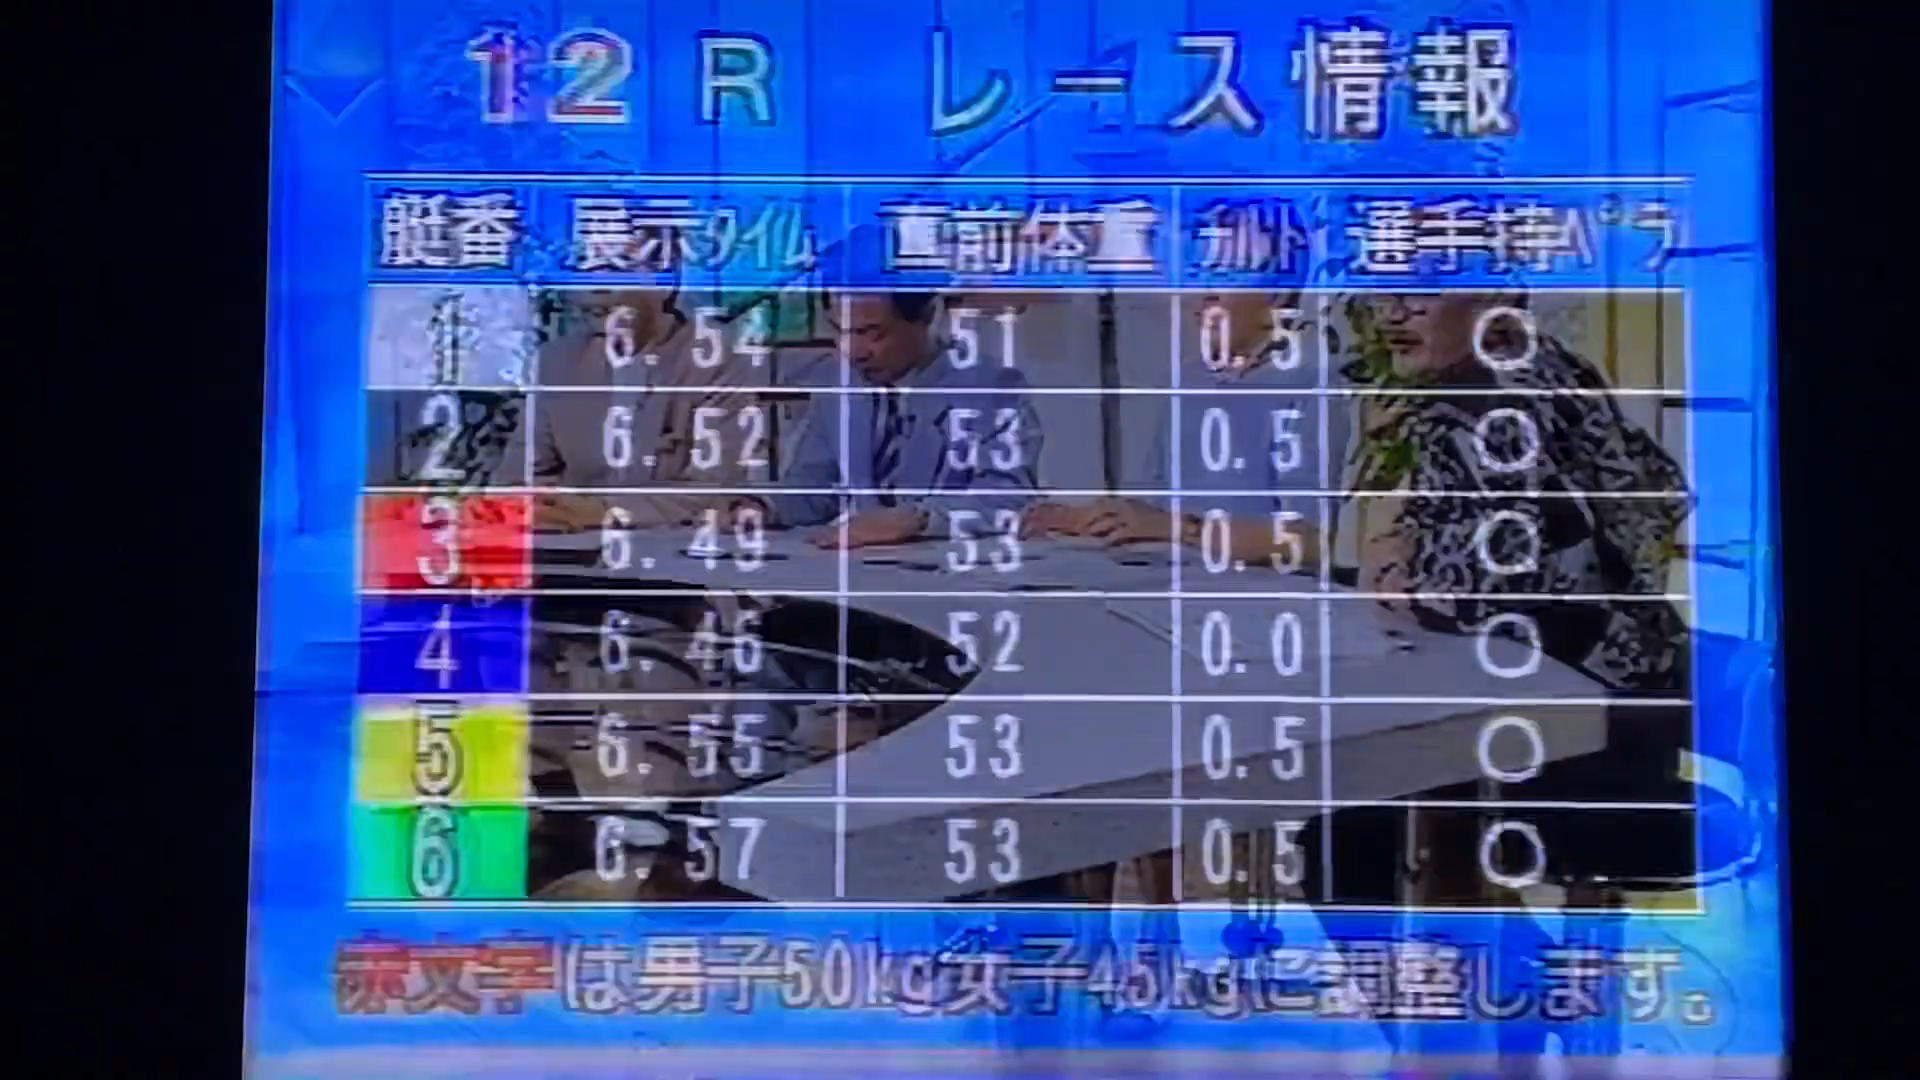 12R レース情報
艇番 展示タイム 直前体重 チルト 選手持ペラ
1 6.54 51 0.5 ○
2 6.52 53 0.5 ○
3 6.49 53 0.5 ○
4 6.46 52 0.0 ○
5 6.55 53 0.5 ○
6 6.57 53 0.5 ○
赤文字は男子50kg女子45kgに調整します。